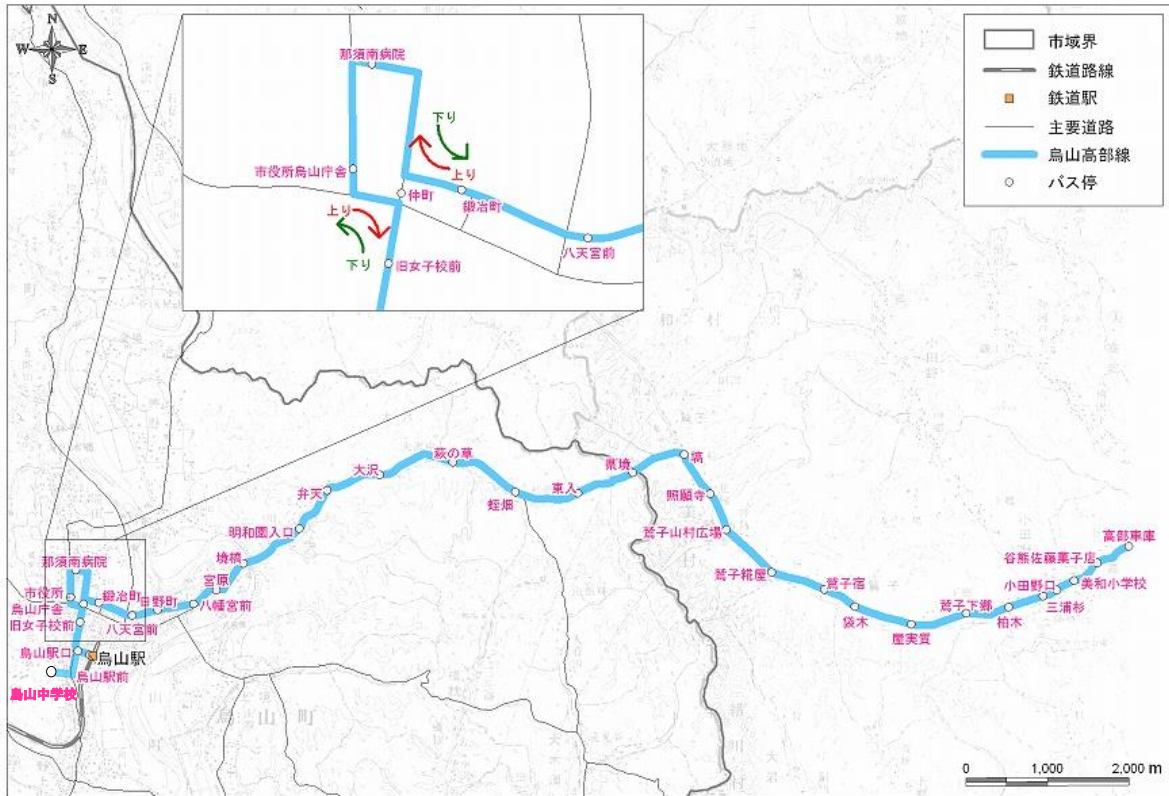 N
W
E
S
那須南病院
下り
上り
市役所烏山庁舎
仲町
鍛冶町
上り
下り
八天宮前
旧女子校前
市域界
鉄道路線
鉄道駅
主要道路
烏山高部線
バス停
那須南病院
市役所
烏山庁舎
旧女子校前
烏山駅口
烏山駅
烏山駅前
烏山中学校
鍛冶町
八天宮前
日野町
八幡宮前
宮原
境橋
明和園入口
弁天
大沢
萩の草
蛭畑
東入
県境
塙
照願寺
鷲子山村広場
鷲子糀屋
鷲子宿
袋木
屋実質
鷲子下郷
柏木
小田野口
三浦杉
美和小学校
谷熊佐藤菓子店
高部車庫
烏山町
0 1,000 2,000 m